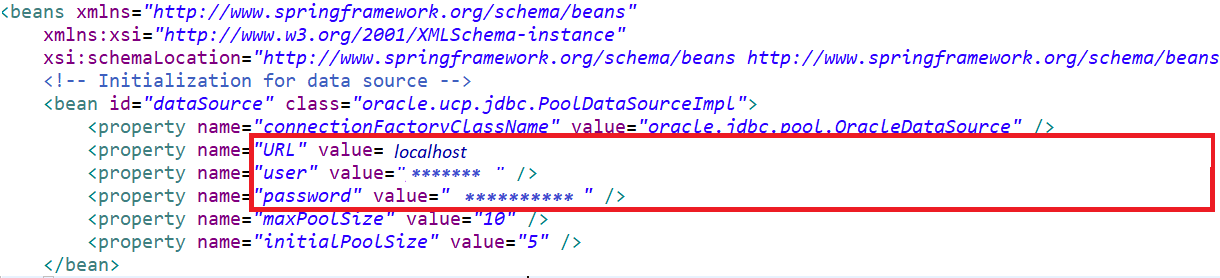 <beans xmlns="http://www.springframework.org/schema/beans"
xmlns:xsi="http://www.w3.org/2001/XMLSchema-instance"
xsi:schemaLocation="http://www.springframework.org/schema/beans http://www.springframework.org/schema/beans
<!-- Initialization for data source -->
<bean id="dataSource" class="oracle.ucp.jdbc.PoolDataSourceImpl">
<property name="connectionFactoryClassName" value="oracle.jdbc.pool.OracleDataSource" />
<property name="URL" value= localhost
<property name="user" value=" ******* " />
<property name="password" value=" ********** " />
<property name="maxPoolSize" value="10" />
<property name="initialPoolSize" value="5" />
</bean>